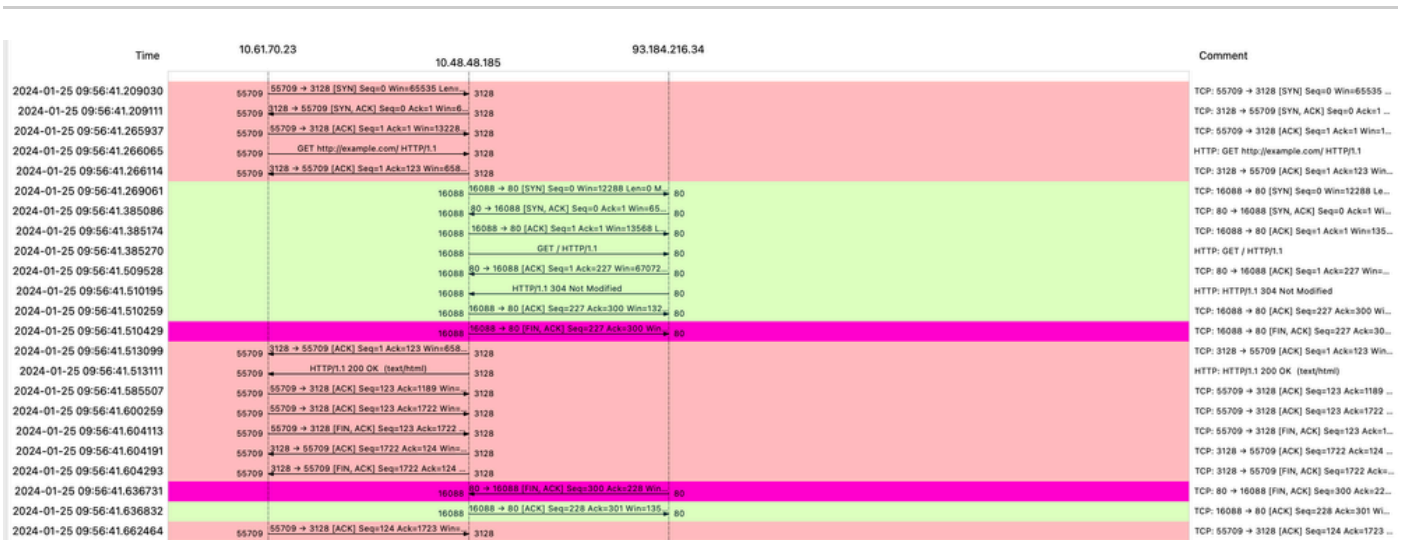 Time 10.61.70.23 10.48.48.185 93.184.216.34 Comment
2024-01-25 09:56:41.209030 55709 55709 → 3128 [SYN] Seq=0 Win=65535 Len=… 3128 TCP: 55709 → 3128 [SYN] Seq=0 Win=65535 …
2024-01-25 09:56:41.209111 55709 3128 → 55709 [SYN, ACK] Seq=0 Ack=1 Win=6… 3128 TCP: 3128 → 55709 [SYN, ACK] Seq=0 Ack=1 …
2024-01-25 09:56:41.265937 55709 55709 → 3128 [ACK] Seq=1 Ack=1 Win=13228… 3128 TCP: 55709 → 3128 [ACK] Seq=1 Ack=1 Win=1…
2024-01-25 09:56:41.266065 55709 GET http://example.com/ HTTP/1.1 3128 HTTP: GET http://example.com/ HTTP/1.1
2024-01-25 09:56:41.266114 55709 3128 → 55709 [ACK] Seq=1 Ack=123 Win=658… 3128 TCP: 3128 → 55709 [ACK] Seq=1 Ack=123 Win…
2024-01-25 09:56:41.269061 16088 16088 → 80 [SYN] Seq=0 Win=12288 Len=0 M… 80 TCP: 16088 → 80 [SYN] Seq=0 Win=12288 Le…
2024-01-25 09:56:41.385086 16088 80 → 16088 [SYN, ACK] Seq=0 Ack=1 Win=65… 80 TCP: 80 → 16088 [SYN, ACK] Seq=0 Ack=1 Wi…
2024-01-25 09:56:41.385174 16088 16088 → 80 [ACK] Seq=1 Ack=1 Win=13568 L… 80 TCP: 16088 → 80 [ACK] Seq=1 Ack=1 Win=135…
2024-01-25 09:56:41.385270 16088 GET / HTTP/1.1 80 HTTP: GET / HTTP/1.1
2024-01-25 09:56:41.509528 16088 80 → 16088 [ACK] Seq=1 Ack=227 Win=67072… 80 TCP: 80 → 16088 [ACK] Seq=1 Ack=227 Win=…
2024-01-25 09:56:41.510195 16088 HTTP/1.1 304 Not Modified 80 HTTP: HTTP/1.1 304 Not Modified
2024-01-25 09:56:41.510259 16088 16088 → 80 [ACK] Seq=227 Ack=300 Win=132… 80 TCP: 16088 → 80 [ACK] Seq=227 Ack=300 Wi…
2024-01-25 09:56:41.510429 16088 16088 → 80 [FIN, ACK] Seq=227 Ack=300 Win… 80 TCP: 16088 → 80 [FIN, ACK] Seq=227 Ack=30…
2024-01-25 09:56:41.513099 55709 3128 → 55709 [ACK] Seq=1 Ack=123 Win=658… 3128 TCP: 3128 → 55709 [ACK] Seq=1 Ack=123 Win…
2024-01-25 09:56:41.513111 55709 HTTP/1.1 200 OK (text/html) 3128 HTTP: HTTP/1.1 200 OK (text/html)
2024-01-25 09:56:41.585507 55709 55709 → 3128 [ACK] Seq=123 Ack=1189 Win=… 3128 TCP: 55709 → 3128 [ACK] Seq=123 Ack=1189 …
2024-01-25 09:56:41.600259 55709 55709 → 3128 [ACK] Seq=123 Ack=1722 Win=… 3128 TCP: 55709 → 3128 [ACK] Seq=123 Ack=1722 …
2024-01-25 09:56:41.604113 55709 55709 → 3128 [FIN, ACK] Seq=123 Ack=1722 … 3128 TCP: 55709 → 3128 [FIN, ACK] Seq=123 Ack=1…
2024-01-25 09:56:41.604191 55709 3128 → 55709 [ACK] Seq=1722 Ack=124 Win=… 3128 TCP: 3128 → 55709 [ACK] Seq=1722 Ack=124 …
2024-01-25 09:56:41.604293 55709 3128 → 55709 [FIN, ACK] Seq=1722 Ack=124 … 3128 TCP: 3128 → 55709 [FIN, ACK] Seq=1722 Ack=…
2024-01-25 09:56:41.636731 16088 80 → 16088 [FIN, ACK] Seq=300 Ack=228 Win… 80 TCP: 80 → 16088 [FIN, ACK] Seq=300 Ack=22…
2024-01-25 09:56:41.636832 16088 16088 → 80 [ACK] Seq=228 Ack=301 Win=135… 80 TCP: 16088 → 80 [ACK] Seq=228 Ack=301 Wi…
2024-01-25 09:56:41.662464 55709 55709 → 3128 [ACK] Seq=124 Ack=1723 Win=… 3128 TCP: 55709 → 3128 [ACK] Seq=124 Ack=1723 …